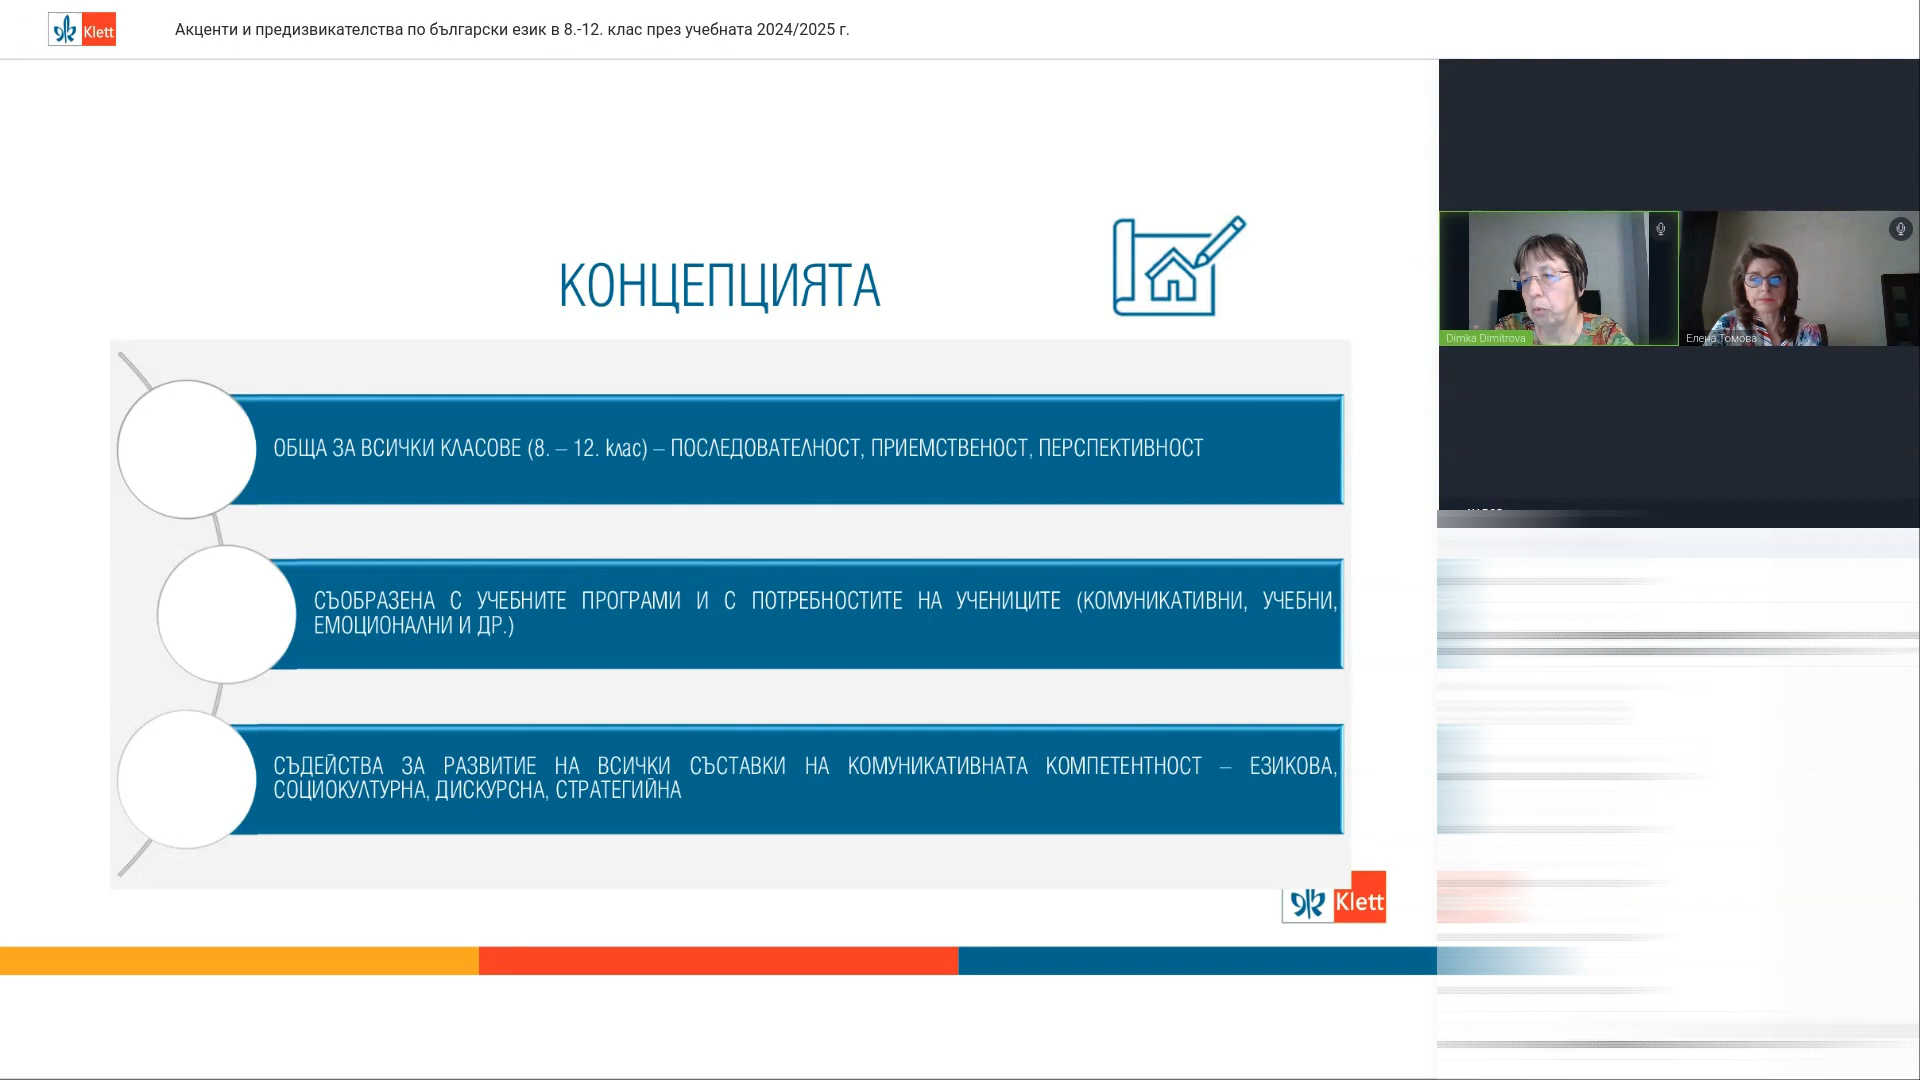 Klett
Акценти и предизвикателства по български език в 8.-12. клас през учебната 2024/2025 г.
КОНЦЕПЦИЯТА
ОБЩА ЗА ВСИЧКИ КЛАСОВЕ (8. – 12. клас) – ПОСЛЕДОВАТЕЛНОСТ, ПРИЕМСТВЕНОСТ, ПЕРСПЕКТИВНОСТ
СЪОБРАЗЕНА С УЧЕБНИТЕ ПРОГРАМИ И С ПОТРЕБНОСТИТЕ НА УЧЕНИЦИТЕ (КОМУНИКАТИВНИ, УЧЕБНИ,
ЕМОЦИОНАЛНИ И ДР.)
СЪДЕЙСТВА ЗА РАЗВИТИЕ НА ВСИЧКИ СЪСТАВКИ НА КОМУНИКАТИВНАТА КОМПЕТЕНТНОСТ – ЕЗИКОВА,
СОЦИОКУЛТУРНА, ДИСКУРСНА, СТРАТЕГИЙНА
Klett
Dimka Dimitrova
Елена Томова